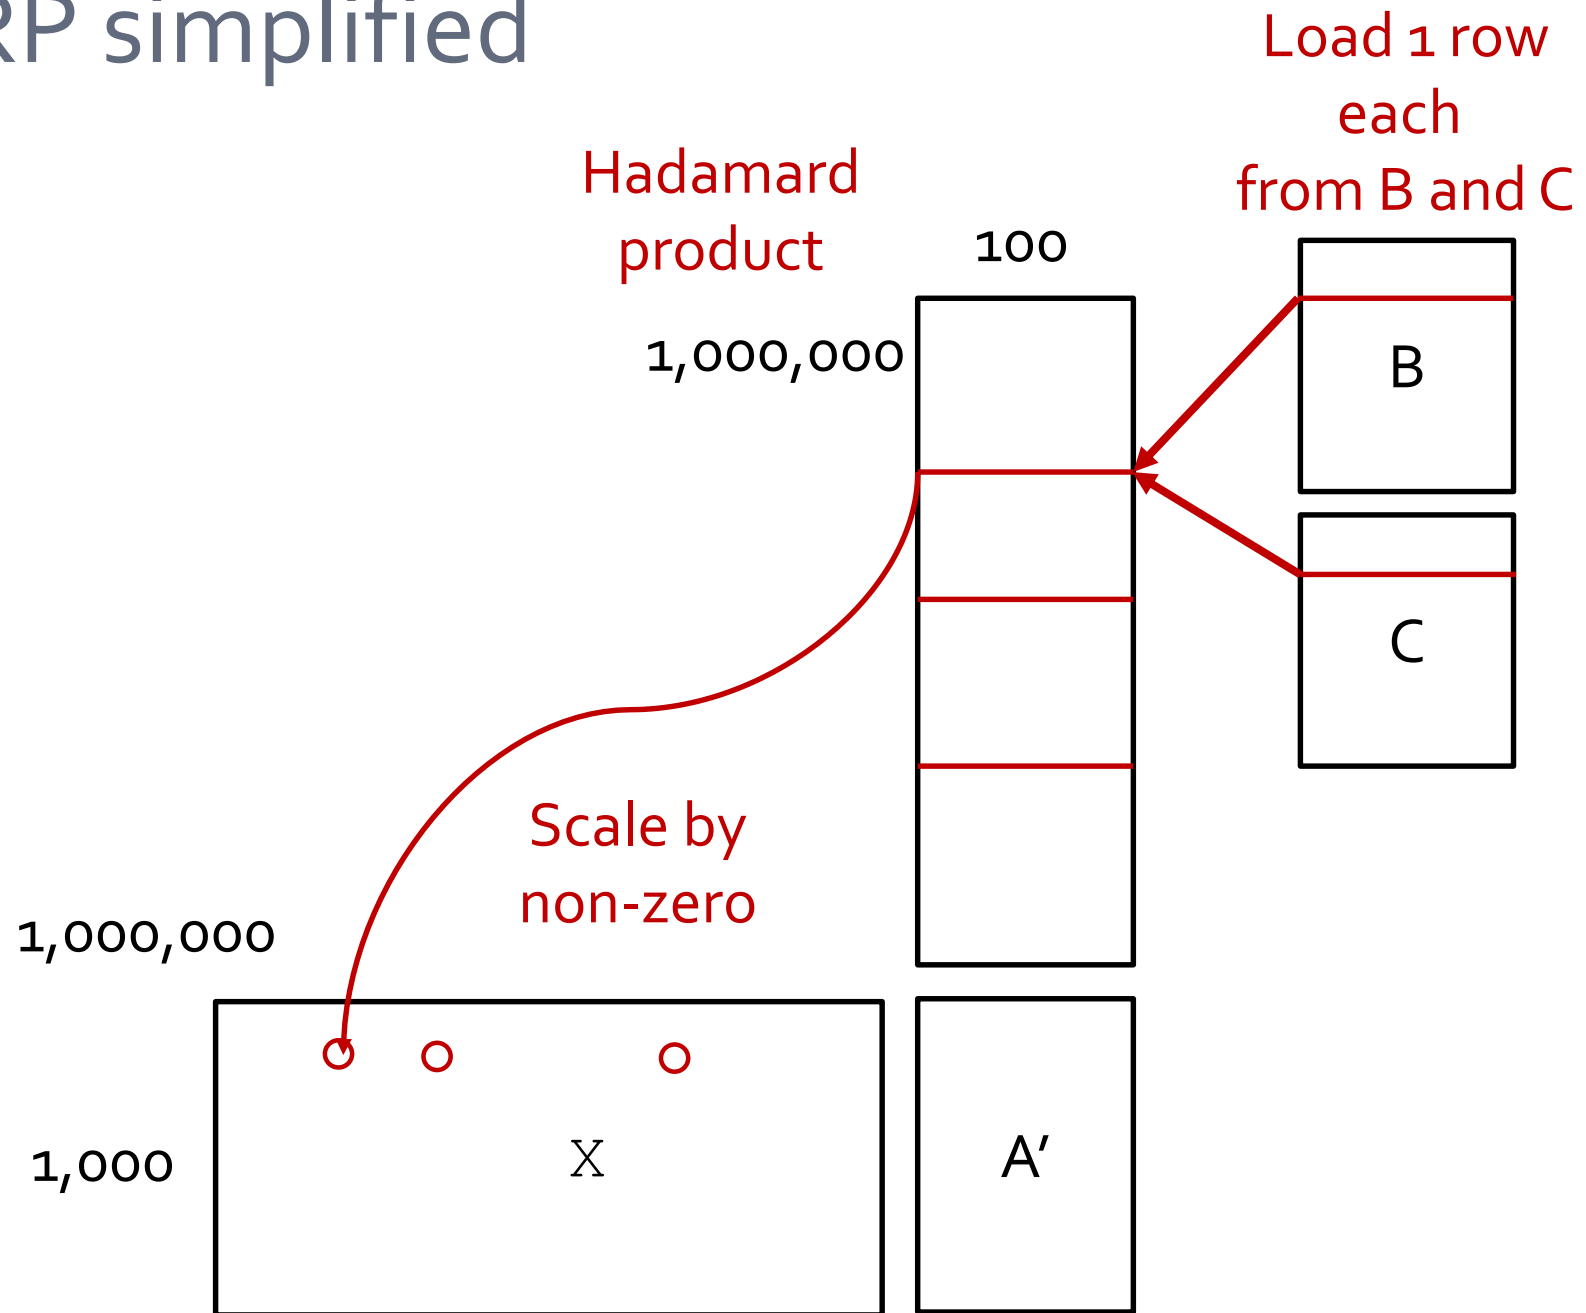 RP simplified
Load 1 row
each
from B and C
Hadamard
product
100
1,000,000
B
C
Scale by
non-zero
1,000,000
1,000
X
A’